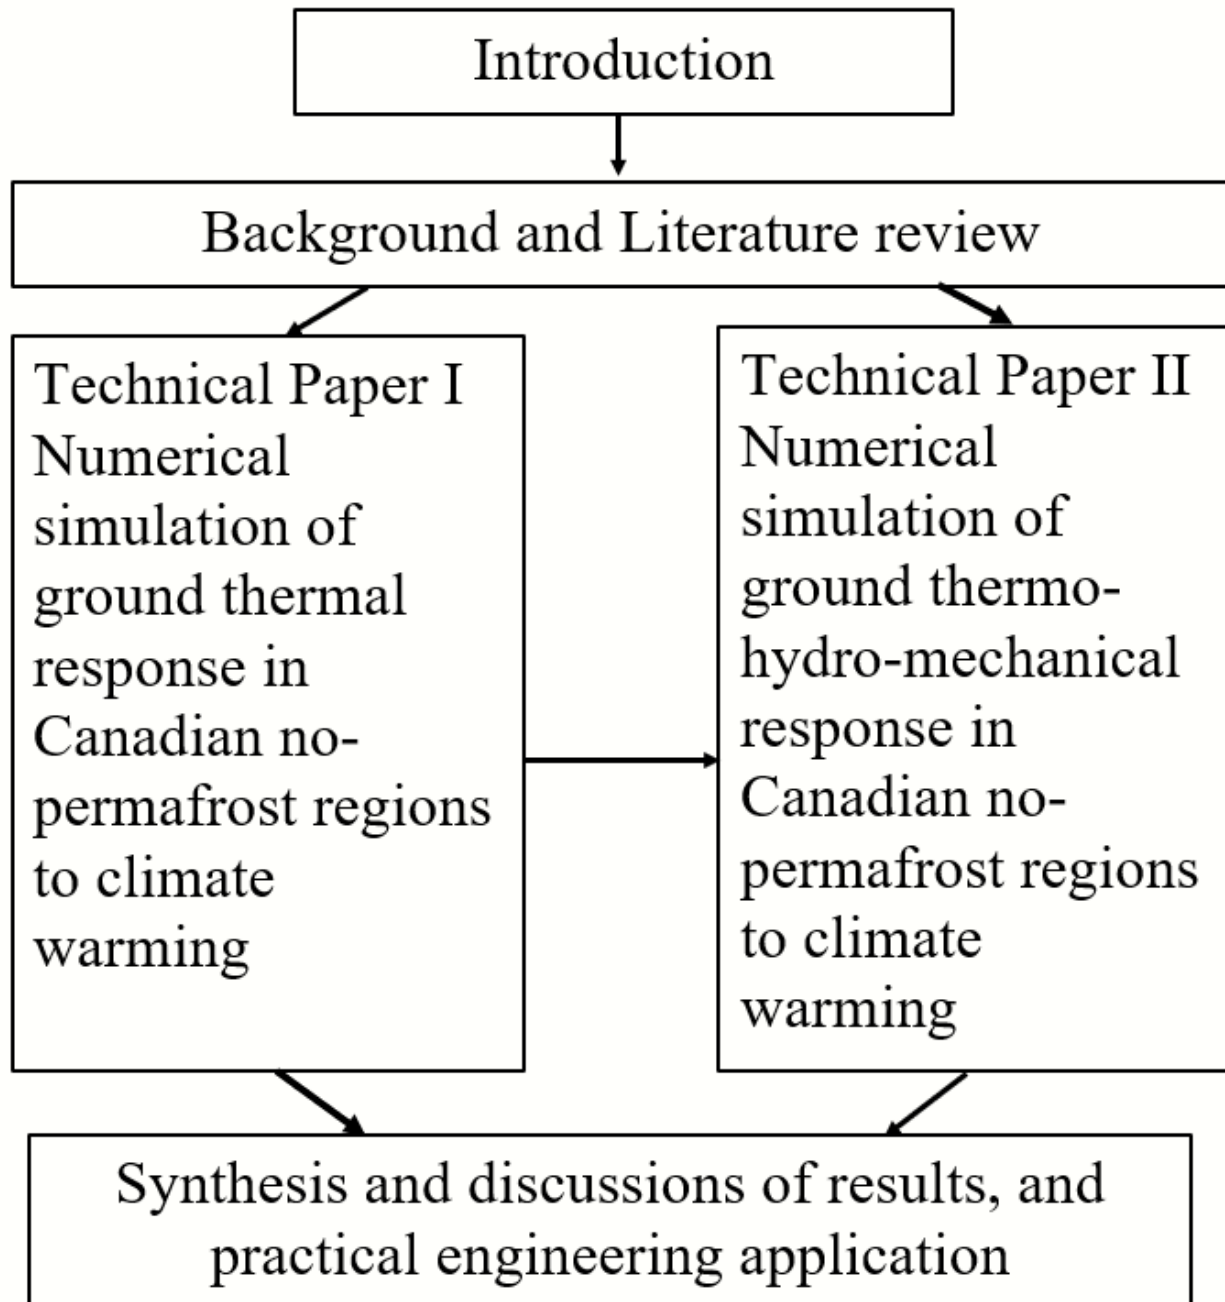 Introduction
Background and Literature review
Technical Paper I
Numerical
simulation of
ground thermal
response in
Canadian no-
permafrost regions
to climate
warming
Technical Paper II
Numerical
simulation of
ground thermo-
hydro-mechanical
response in
Canadian no-
permafrost regions
to climate
warming
Synthesis and discussions of results, and
practical engineering application